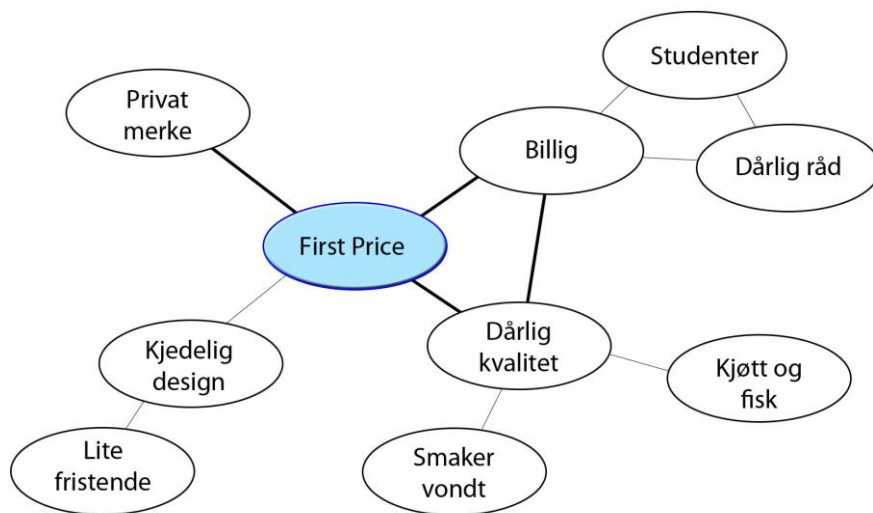 Studenter
Privat
merke
Billig
Dårlig råd
First Price
Dårlig
kvalitet
Kjedelig
design
Kjøtt og
fisk
Lite
fristende
Smaker
vondt